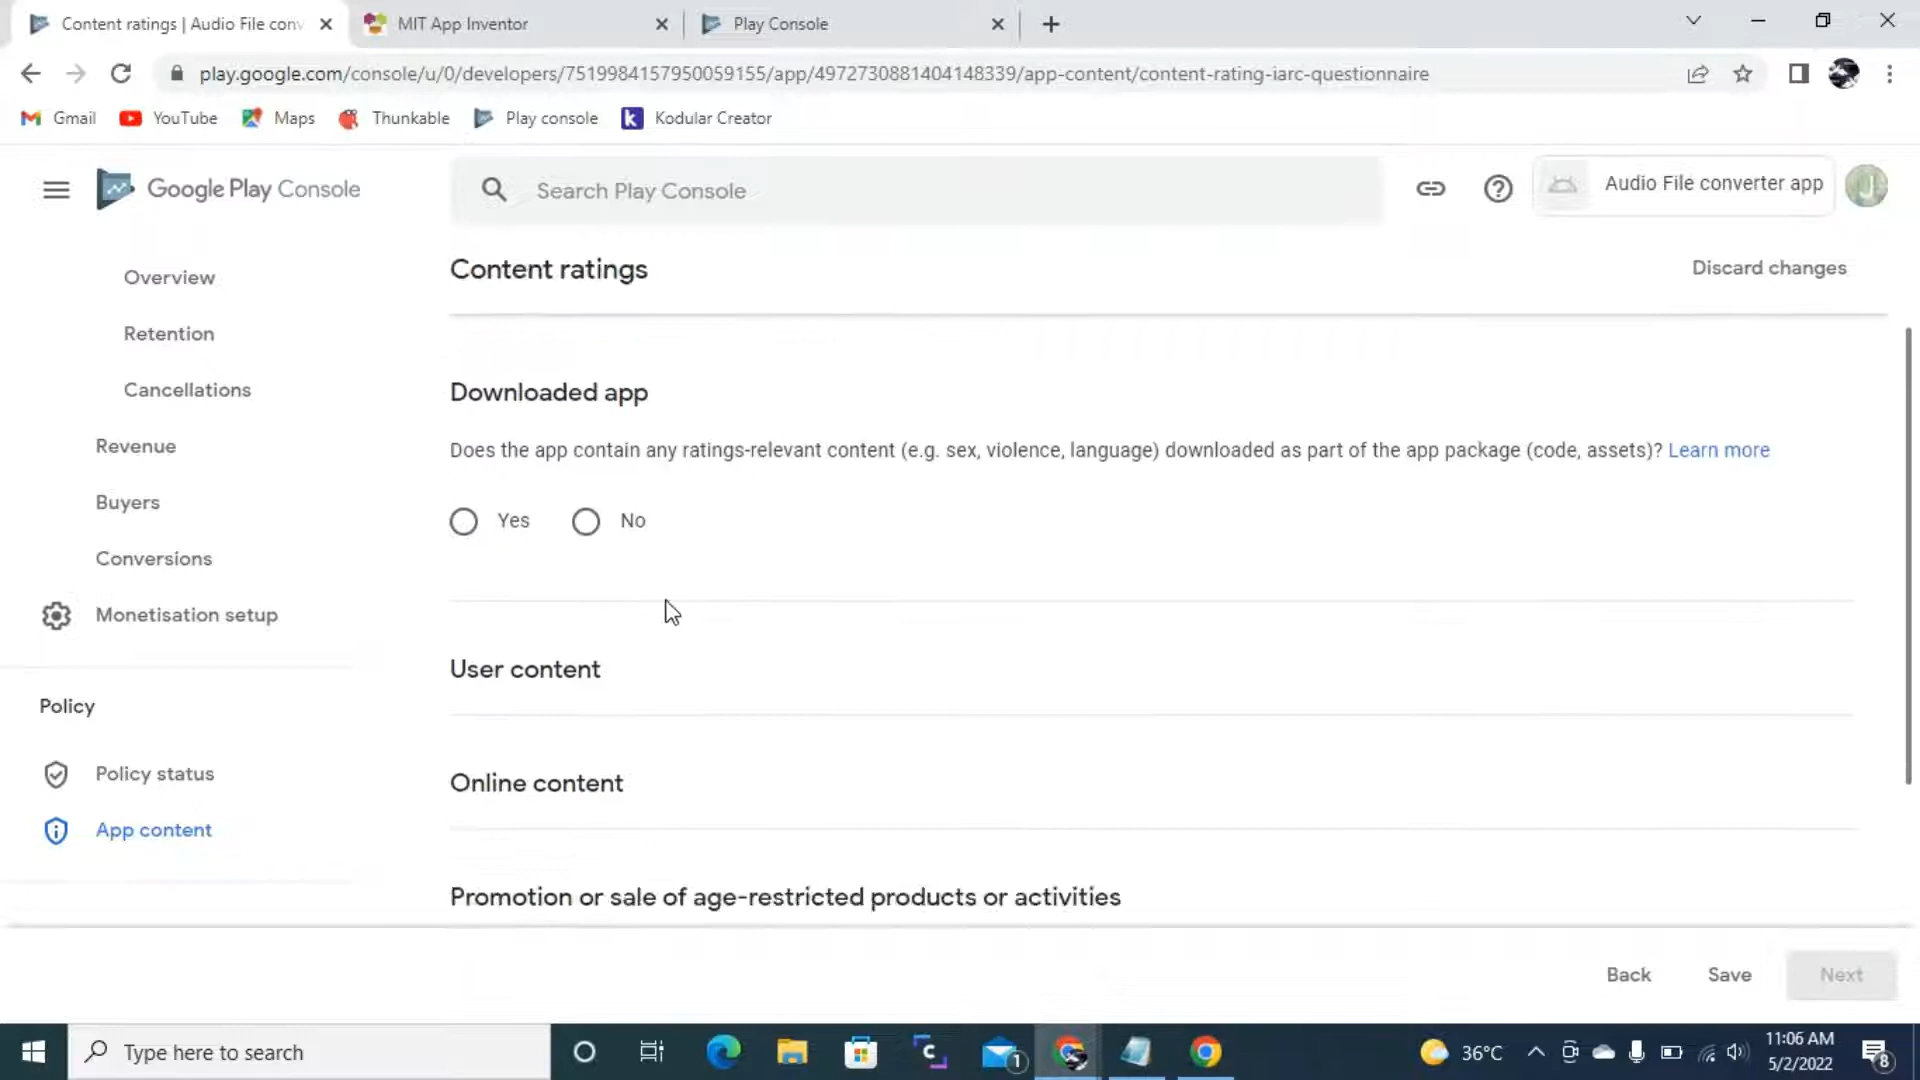 Content ratings | Audio File conv
MIT App Inventor
Play Console
play.google.com/console/u/0/developers/7519984157950059155/app/4972730881404148339/app-content/content-rating-iarc-questionnaire
Gmail
YouTube
Maps
Thunkable
Play console
k
Kodular Creator
Google Play Console
Search Play Console
Audio File converter app
J
Overview
Retention
Cancellations
Revenue
Buyers
Conversions
Monetisation setup
Policy
Policy status
App content
Content ratings
Discard changes
Downloaded app
Does the app contain any ratings-relevant content (e.g. sex, violence, language) downloaded as part of the app package (code, assets)? Learn more
Yes
No
User content
Online content
Promotion or sale of age-restricted products or activities
Back
Save
Next
Type here to search
1
36°C
11:06 AM
5/2/2022
8